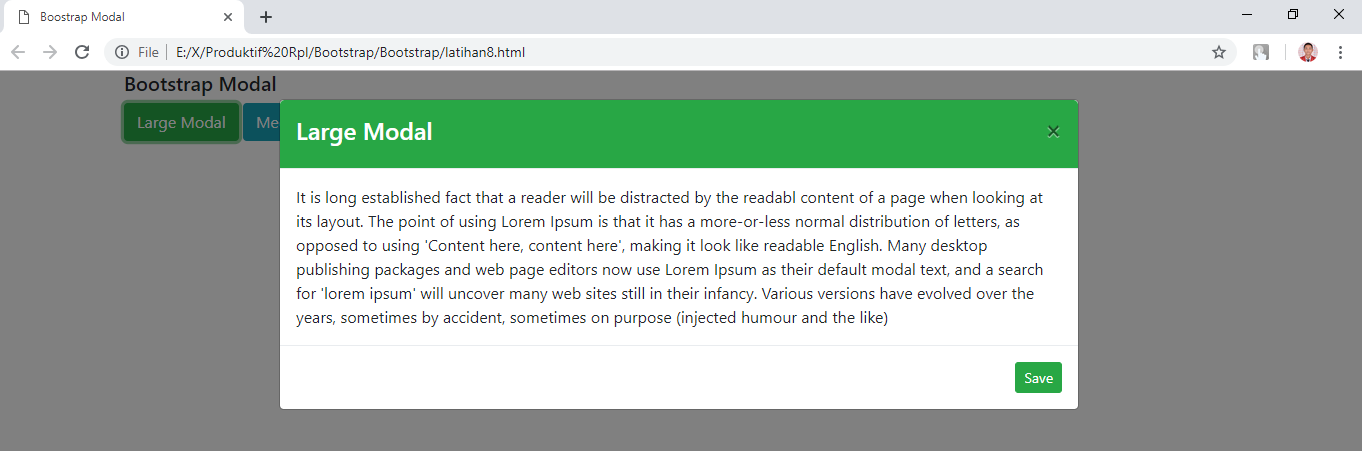 Boostrap Modal
File
E:/X/Produktif%20Rpl/Bootstrap/Bootstrap/latihan8.html
Bootstrap Modal
Large Modal
Me
Large Modal
×
It is long established fact that a reader will be distracted by the readabl content of a page when looking at
its layout. The point of using Lorem Ipsum is that it has a more-or-less normal distribution of letters, as
opposed to using 'Content here, content here', making it look like readable English. Many desktop
publishing packages and web page editors now use Lorem Ipsum as their default modal text, and a search
for 'lorem ipsum' will uncover many web sites still in their infancy. Various versions have evolved over the
years, sometimes by accident, sometimes on purpose (injected humour and the like)
Save